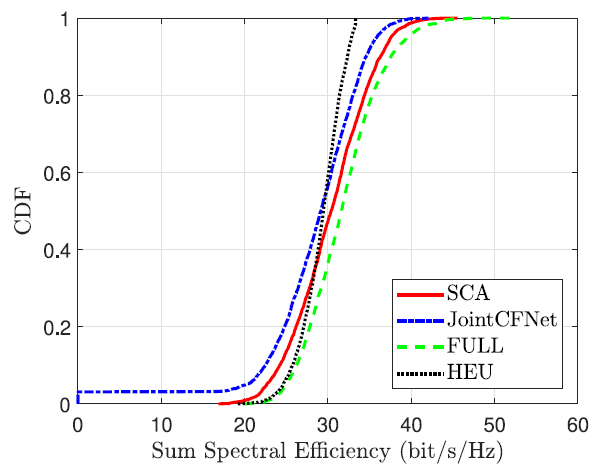 1
0.8
0.6
0.4
0.2
0
CDF
SCA
JointCFNet
FULL
HEU
0 10 20 30 40 50 60
Sum Spectral Efficiency (bit/s/Hz)